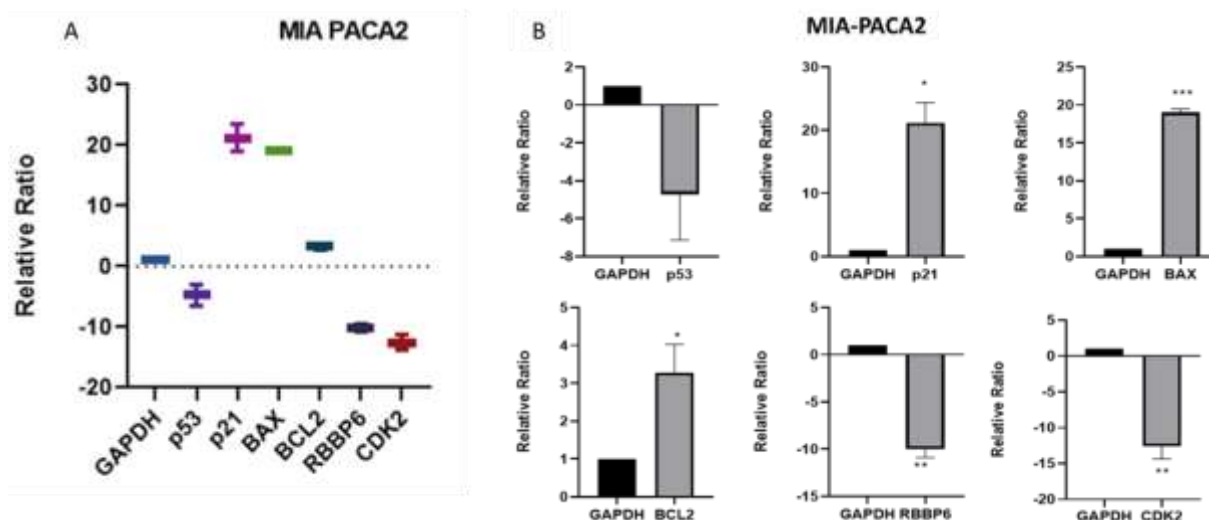 A
MIA PACA2
Relative Ratio
30
20
10
0
-10
-20
GAPDH
p53
p21
BAX
BCL2
RBBP6
CDK2
B
MIA-PACA2
Relative Ratio
2
0
-2
-4
-6
-8
GAPDH p53
Relative Ratio
30
20
10
0
*
GAPDH p21
Relative Ratio
25
20
15
10
5
0
***
GAPDH BAX
Relative Ratio
5
4
3
2
1
0
*
GAPDH BCL2
Relative Ratio
5
0
-5
-10
-15
**
GAPDH RBBP6
Relative Ratio
5
0
-5
-10
-15
-20
**
GAPDH CDK2